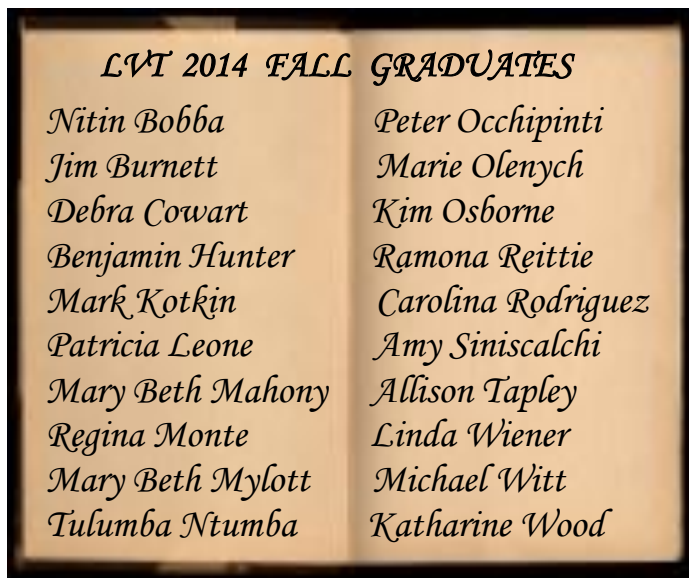 LVT 2014 FALL GRADUATES
Nitin Bobba
Jim Burnett
Debra Cowart
Benjamin Hunter
Mark Kotkin
Patricia Leone
Mary Beth Mahony
Regina Monte
Mary Beth Mylott
Tulumba Ntumba
Peter Occhipinti
Marie Olenych
Kim Osborne
Ramona Reittie
Carolina Rodriguez
Amy Siniscalchi
Allison Tapley
Linda Wiener
Michael Witt
Katharine Wood